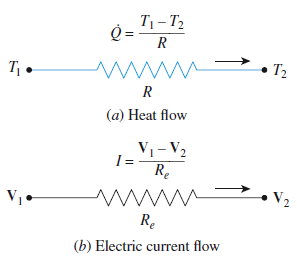 Q̇ = T₁ – T₂ / R
T₁ T₂
R
(a) Heat flow
I = V₁ – V₂ / Rₑ
V₁ V₂
Rₑ
(b) Electric current flow